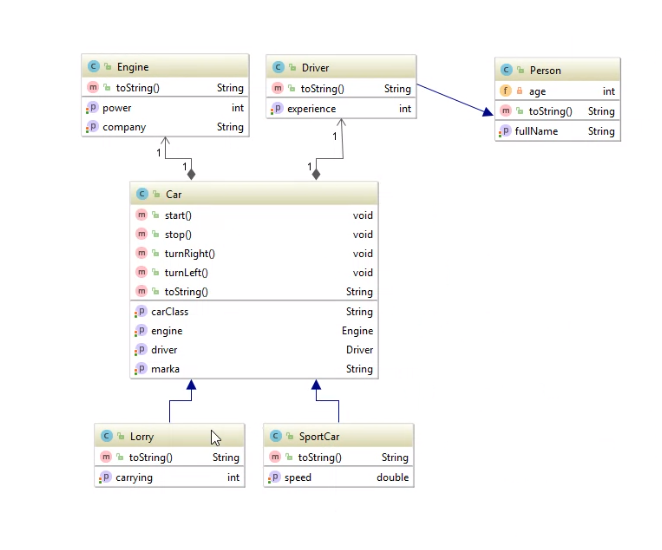 Engine
toString() String
power int
company String
Driver
toString() String
experience int
Person
age int
toString() String
fullName String
1
1
1
1
Car
start() void
stop() void
turnRight() void
turnLeft() void
toString() String
carClass String
engine Engine
driver Driver
marka String
Lorry
toString() String
carrying int
SportCar
toString() String
speed double